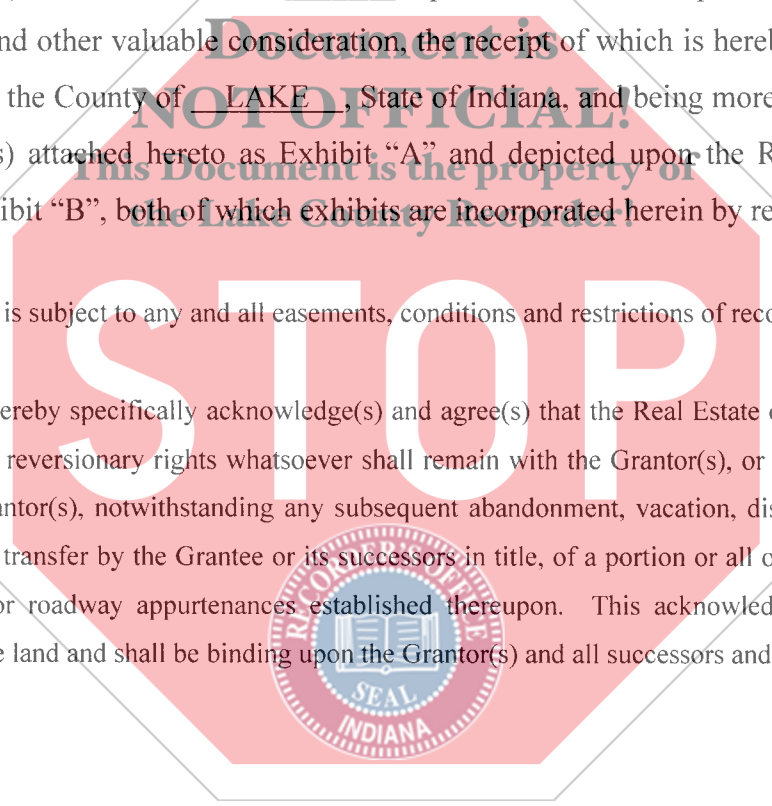 Document is
nd other valuable consideration, the receipt of which is herel
NOT OFFICIAL!
the County of LAKE, State of Indiana, and being more
This Document is the property of
s) attached hereto as Exhibit “A” and depicted upon the R
the Lake County Recorder!
ibit “B”, both of which exhibits are incorporated herein by re
STOP
is subject to any and all easements, conditions and restrictions of reco
ereby specifically acknowledge(s) and agree(s) that the Real Estate
reversionary rights whatsoever shall remain with the Grantor(s), or
antor(s), notwithstanding any subsequent abandonment, vacation, dis
transfer by the Grantee or its successors in title, of a portion or all o
or roadway appurtenances established thereupon. This acknowled
e land and shall be binding upon the Grantor(s) and all successors and
RECORDER'S OFFICE
SEAL
INDIANA